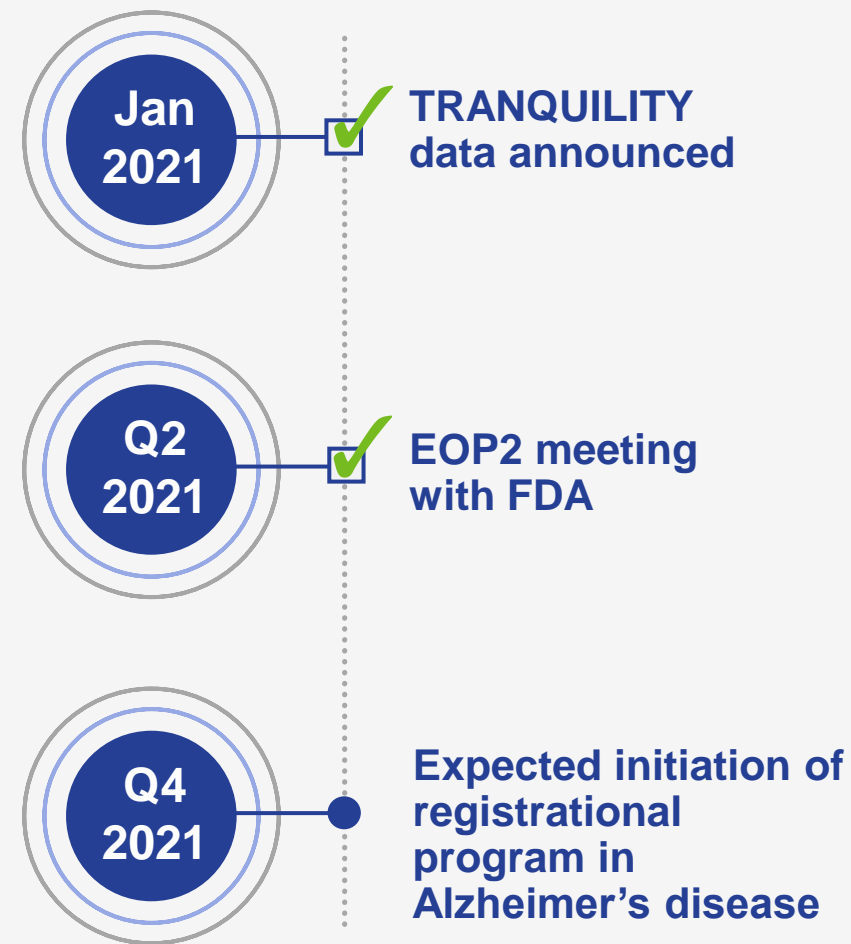 Jan
2021
TRANQUILITY
data announced
Q2
2021
EOP2 meeting
with FDA
Q4
2021
Expected initiation of
registrational
program in
Alzheimer’s disease